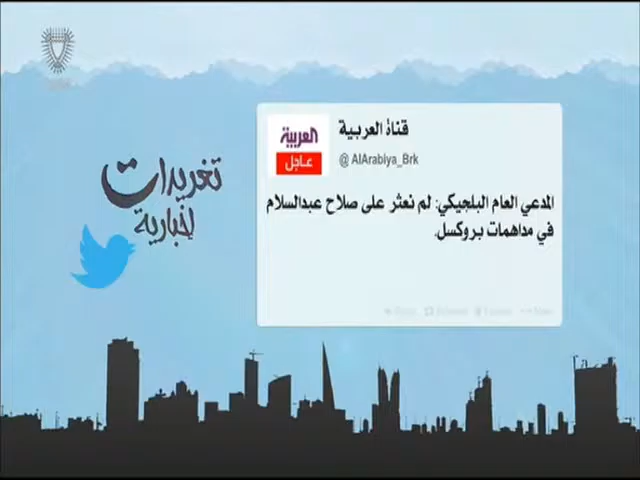 تغريدات
إخبارية
العربية
عاجل
قناة العربية
@ AlArabiya_Brk
المدعي العام البلجيكي: لم نعثر على صلاح عبدالسلام
في مداهمات بروكسل.